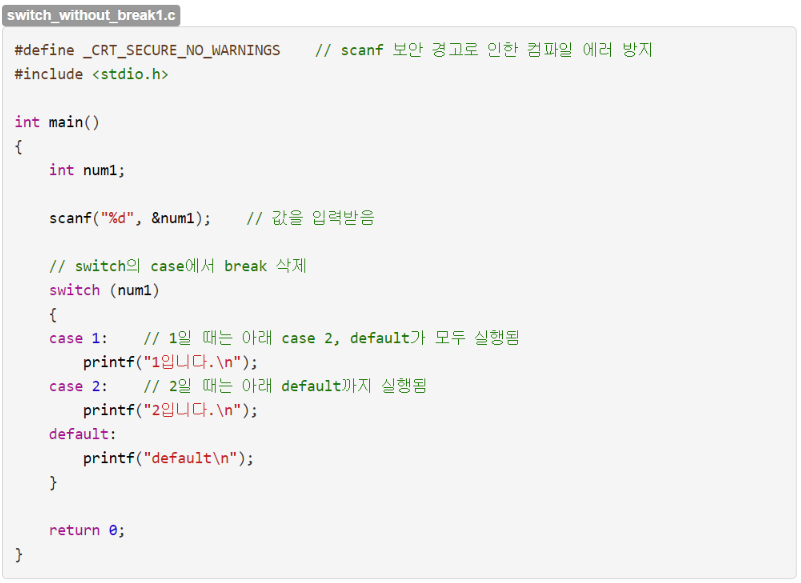 switch_without_break1.c
#define _CRT_SECURE_NO_WARNINGS    // scanf 보안 경고로 인한 컴파일 에러 방지
#include <stdio.h>

int main()
{
    int num1;

    scanf("%d", &num1);    // 값을 입력받음

    // switch의 case에서 break 삭제
    switch (num1)
    {
    case 1:    // 1일 때는 아래 case 2, default가 모두 실행됨
        printf("1입니다.\n");
    case 2:    // 2일 때는 아래 default까지 실행됨
        printf("2입니다.\n");
    default:
        printf("default\n");
    }

    return 0;
}